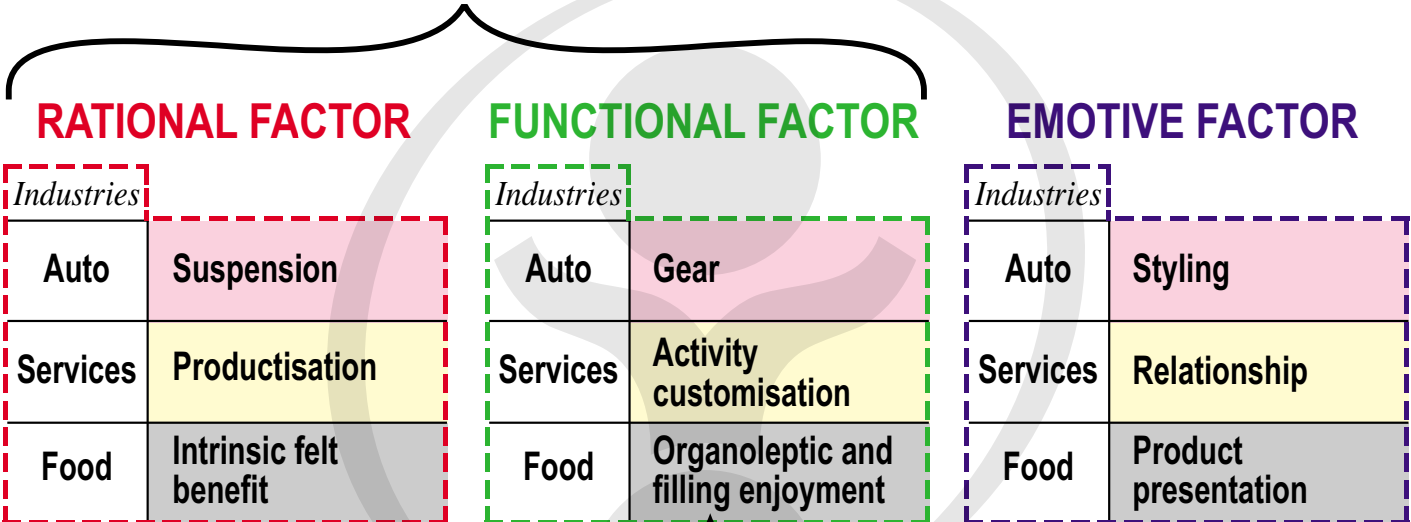 RATIONAL FACTOR
Industries
Auto Suspension
Services Productisation
Food Intrinsic felt
benefit
FUNCTIONAL FACTOR
Industries
Auto Gear
Services Activity
customisation
Food Organoleptic and
filling enjoyment
EMOTIVE FACTOR
Industries
Auto Styling
Services Relationship
Food Product
presentation